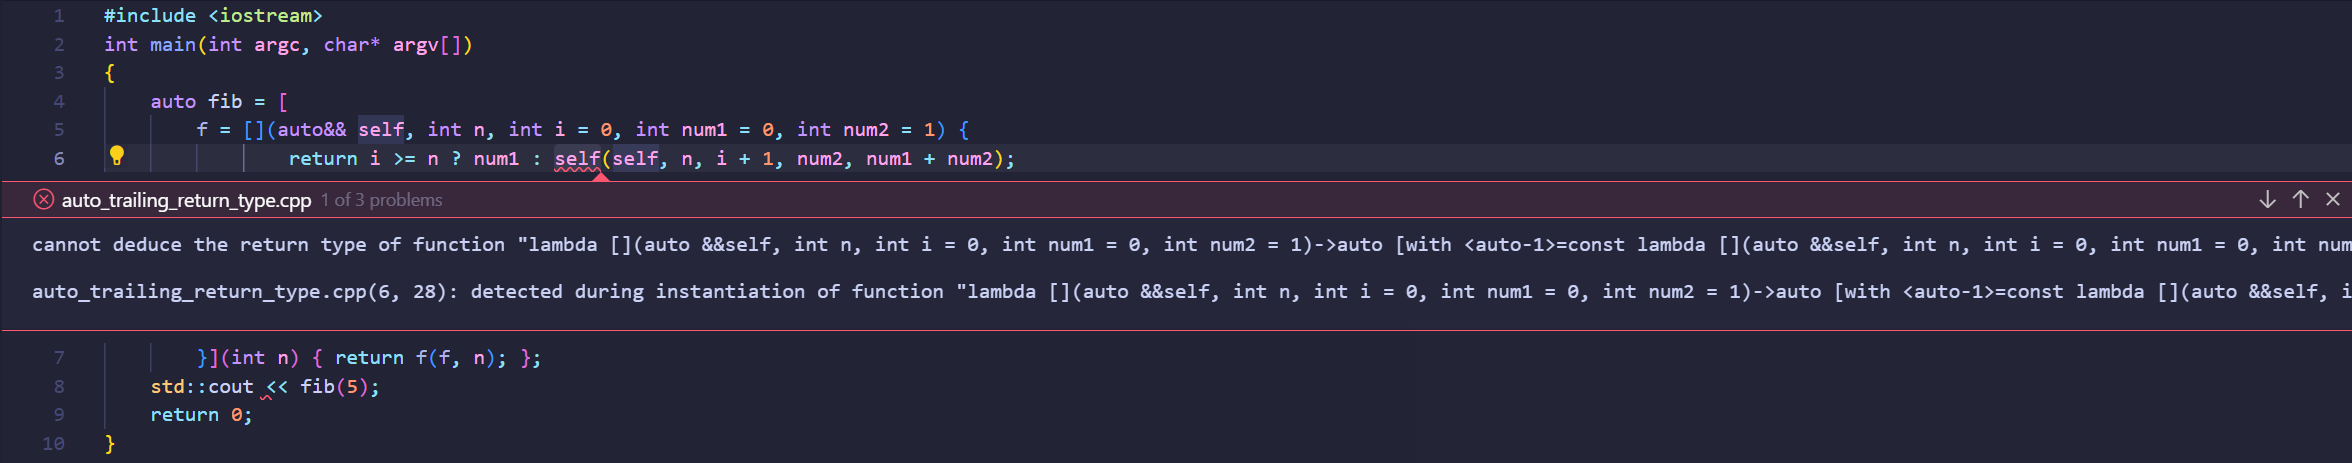 1 #include <iostream>
2 int main(int argc, char* argv[])
3 {
4 auto fib = [
5 f = [](auto&& self, int n, int i = 0, int num1 = 0, int num2 = 1) {
6 return i >= n ? num1 : self(self, n, i + 1, num2, num1 + num2);
auto_trailing_return_type.cpp 1 of 3 problems
cannot deduce the return type of function "lambda [](auto &&self, int n, int i = 0, int num1 = 0, int num2 = 1)->auto [with <auto-1>=const lambda [](auto &&self, int n, int i = 0, int num1 = 0, int num
auto_trailing_return_type.cpp(6, 28): detected during instantiation of function "lambda [](auto &&self, int n, int i = 0, int num1 = 0, int num2 = 1)->auto [with <auto-1>=const lambda [](auto &&self, i
7 }](int n) { return f(f, n); };
8 std::cout << fib(5);
9 return 0;
10 }